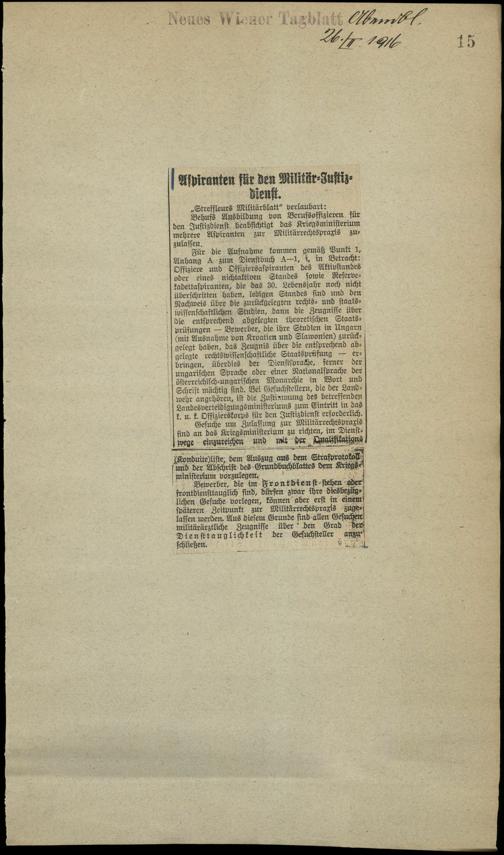 Neues Wiener Tagblatt Abendbl.
26./II 1916
15
Aspiranten für den Militär-Justiz-
dienst.
„Streffleurs Militärblatt“ verlautbart:
Behufs Ausbildung von Berufsoffizieren für
den Justizdienst beabsichtigt das Kriegsministerium
mehrere Aspiranten zur Militärrechtspraxis zu-
zulassen.
Für die Aufnahme kommen gemäß Punkt 1,
Anhang A zum Dienstbuch A—1, i, in Betracht:
Offiziere und Offiziersaspiranten des Aktivstandes
oder eines nichtaktiven Standes sowie Reserve-
kadettaspiranten, die das 30. Lebensjahr noch nicht
überschritten haben, ledigen Standes sind und den
Nachweis über die zurückgelegten rechts- und staats-
wissenschaftlichen Studien, dann die Zeugnisse über
die entsprechend abgelegten theoretischen Staats-
prüfungen — Bewerber, die ihre Studien in Ungarn
(mit Ausnahme von Kroatien und Slawonien) zurück-
gelegt haben, das Zeugnis über die entsprechend ab-
gelegte rechtswissenschaftliche Staatsprüfung — er-
bringen, überdies der Dienstsprache, ferner der
ungarischen Sprache oder einer Nationalsprache der
österreichisch-ungarischen Monarchie in Wort und
Schrift mächtig sind. Bei Gesuchstellern, die der Land-
wehr angehören, ist die Zustimmung des betreffenden
Landesverteidigungsministeriums zum Eintritt in das
k. u. k. Offizierskorps für den Justizdienst erforderlich.
Gesuche um Zulassung zur Militärrechtspraxis
sind an das Kriegsministerium zu richten, im Dienst-
wege einzureichen und mit der Qualifikations-
(Konduite)liste, dem Auszug aus dem Strafprotokoll
und der Abschrift des Grundbuchblattes dem Kriegs-
ministerium vorzulegen.
Bewerber, die im Frontdienst stehen oder
frontdiensttauglich sind, dürfen zwar ihre diesbezüg-
lichen Gesuche vorlegen, können aber erst in einem
späteren Zeitpunkt zur Militärrechtspraxis zuge-
lassen werden. Aus diesem Grunde sind allen Gesuchen
militärärztliche Zeugnisse über den Grad der
Diensttauglichkeit der Gesuchsteller anzu-
schließen.